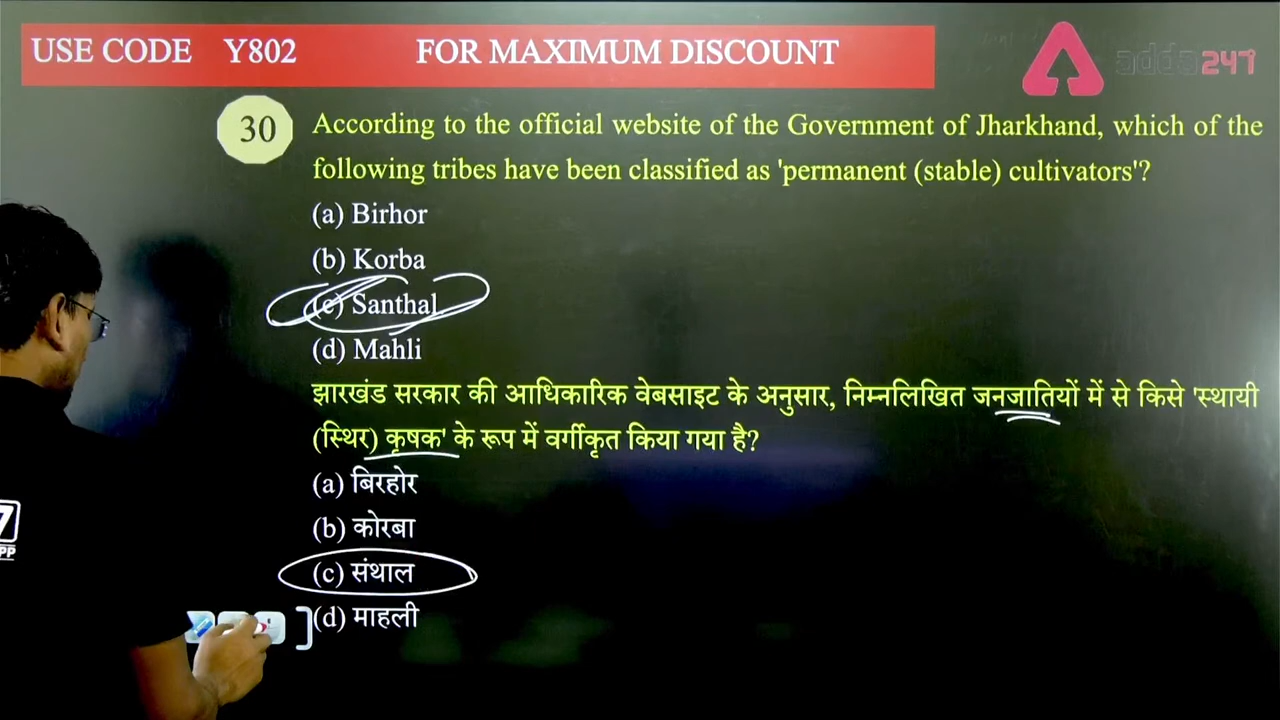 USE CODE Y802 FOR MAXIMUM DISCOUNT
adda247
30
According to the official website of the Government of Jharkhand, which of the
following tribes have been classified as 'permanent (stable) cultivators'?
(a) Birhor
(b) Korba
(c) Santhal
(d) Mahli
झारखंड सरकार की आधिकारिक वेबसाइट के अनुसार, निम्नलिखित जनजातियों में से किसे 'स्थायी
(स्थिर) कृषक' के रूप में वर्गीकृत किया गया है?
(a) बिरहोर
(b) कोरबा
(c) संथाल
(d) माहली
7
PP